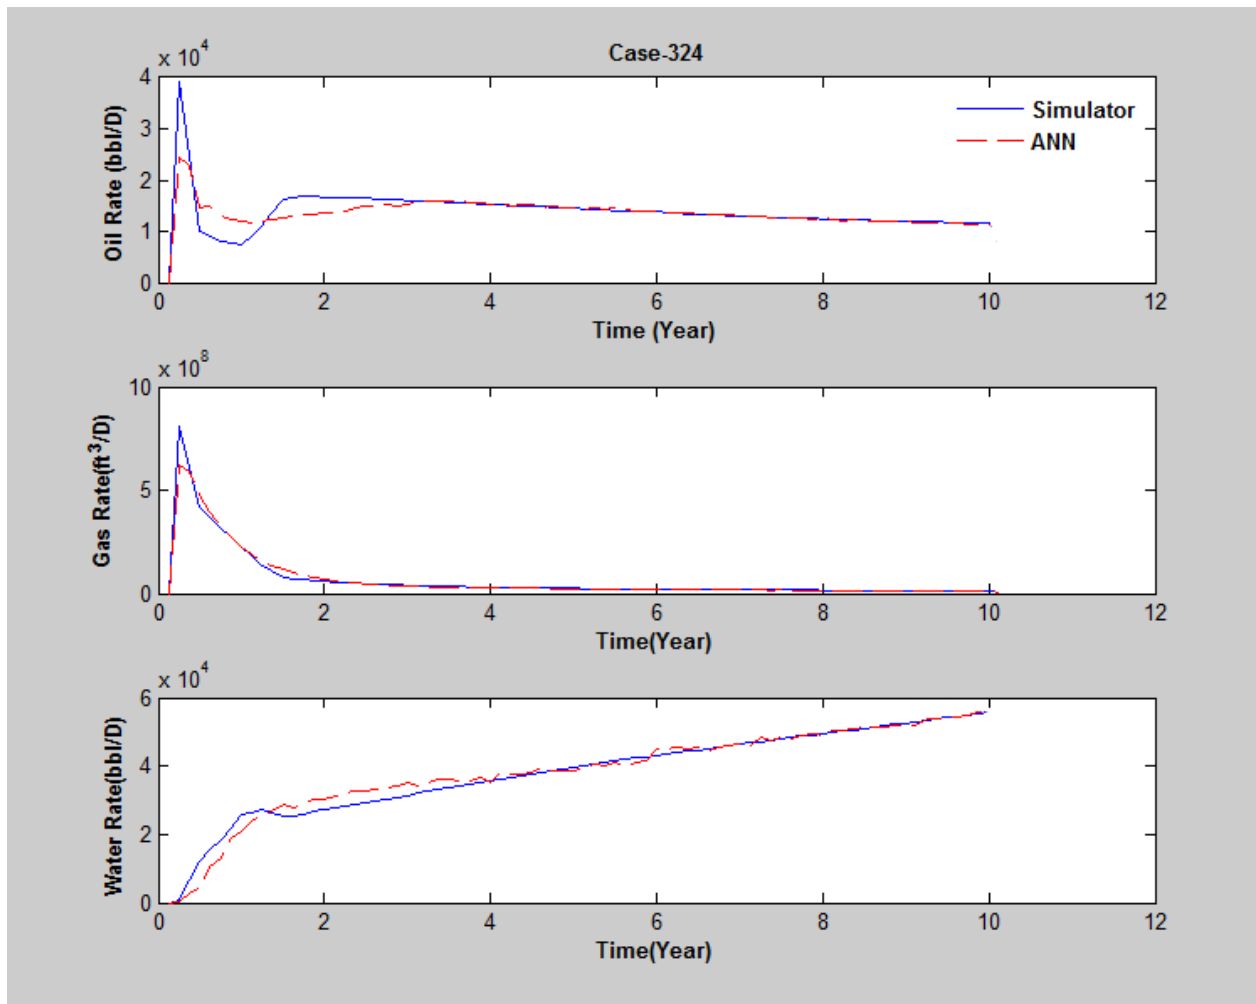 Case-324
x 10^4
Oil Rate (bbl/D)
4
3
2
1
0
Simulator
ANN
0 2 4 6 8 10 12
Time (Year)
x 10^8
Gas Rate(ft^3/D)
10
5
0
0 2 4 6 8 10 12
Time(Year)
x 10^4
Water Rate(bbl/D)
6
4
2
0
0 2 4 6 8 10 12
Time(Year)